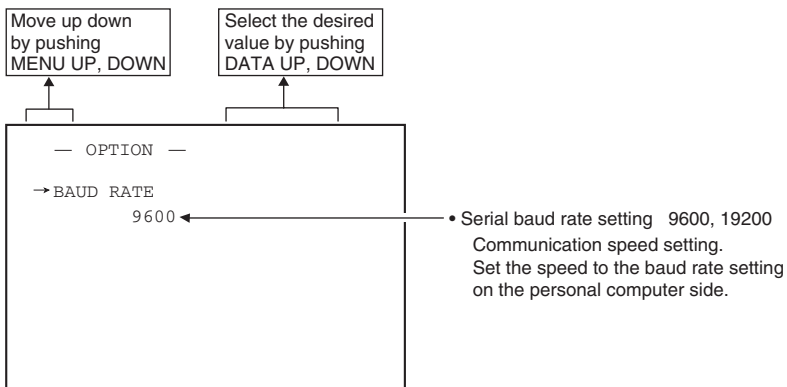 Move up down
by pushing
MENU UP, DOWN
Select the desired
value by pushing
DATA UP, DOWN
— OPTION —
→BAUD RATE
9600
• Serial baud rate setting 9600, 19200
Communication speed setting.
Set the speed to the baud rate setting
on the personal computer side.